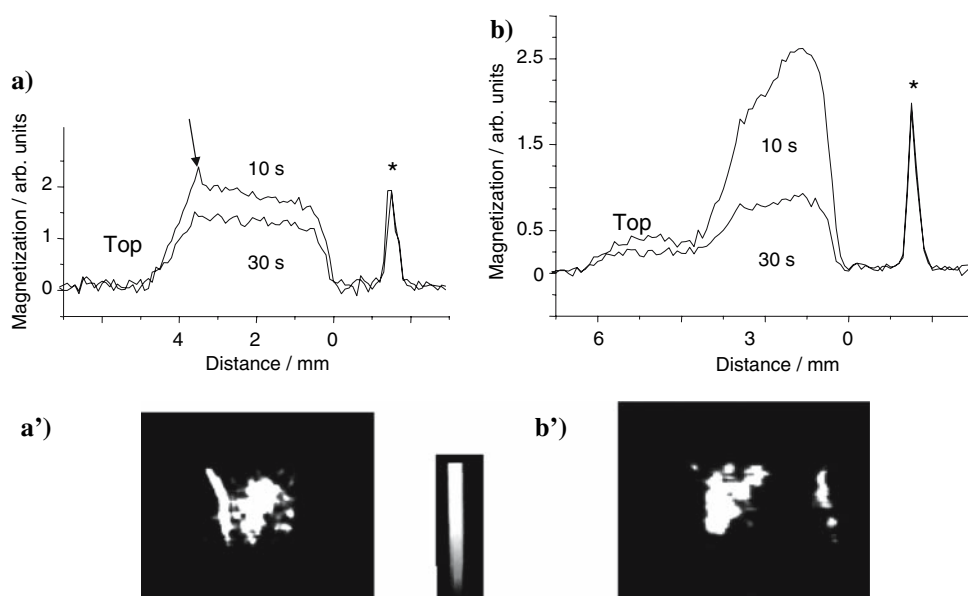 a)
Magnetization / arb. units
2
1
0
Top
10 s
30 s
*
4
2
0
Distance / mm
b)
Magnetization / arb. units
2.5
1.5
0.5
0
Top
10 s
30 s
*
6
3
0
Distance / mm
a’)
b’)